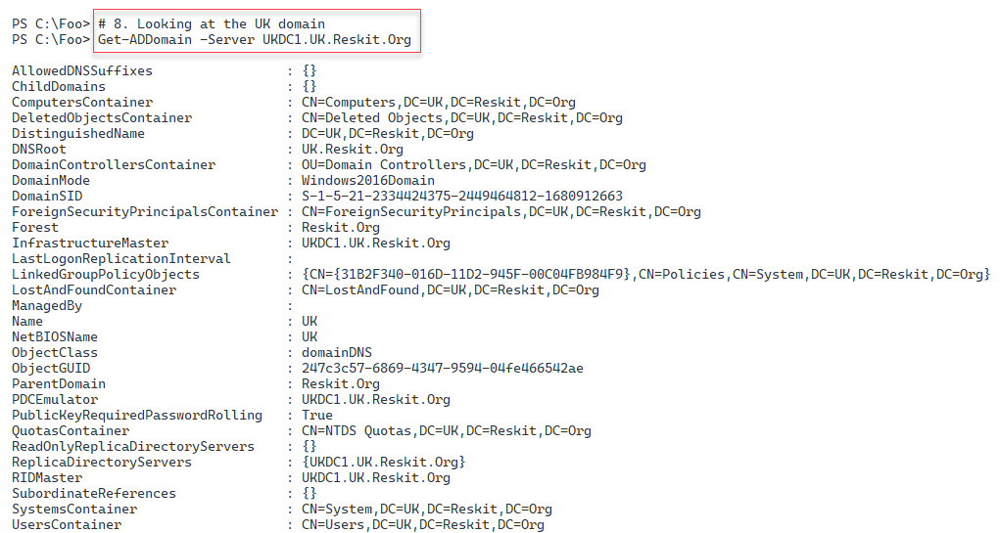 PS C:\Foo> # 8. Looking at the UK domain
PS C:\Foo> Get-ADDomain -Server UKDC1.UK.Reskit.Org
AllowedDNSSuffixes : {}
ChildDomains : {}
ComputersContainer : CN=Computers,DC=UK,DC=Reskit,DC=Org
DeletedObjectsContainer : CN=Deleted Objects,DC=UK,DC=Reskit,DC=Org
DistinguishedName : DC=UK,DC=Reskit,DC=Org
DNSRoot : UK.Reskit.Org
DomainControllersContainer : OU=Domain Controllers,DC=UK,DC=Reskit,DC=Org
DomainMode : Windows2016Domain
DomainSID : S-1-5-21-2334424375-2449464812-1680912663
ForeignSecurityPrincipalsContainer : CN=ForeignSecurityPrincipals,DC=UK,DC=Reskit,DC=Org
Forest : Reskit.Org
InfrastructureMaster : UKDC1.UK.Reskit.Org
LastLogonReplicationInterval :
LinkedGroupPolicyObjects : {CN={31B2F340-016D-11D2-945F-00C04FB984F9},CN=Policies,CN=System,DC=UK,DC=Reskit,DC=Org}
LostAndFoundContainer : CN=LostAndFound,DC=UK,DC=Reskit,DC=Org
ManagedBy :
Name : UK
NetBIOSName : UK
ObjectClass : domainDNS
ObjectGUID : 247c3c57-6869-4347-9594-04fe466542ae
ParentDomain : Reskit.Org
PDCEmulator : UKDC1.UK.Reskit.Org
PublicKeyRequiredPasswordRolling : True
QuotasContainer : CN=NTDS Quotas,DC=UK,DC=Reskit,DC=Org
ReadOnlyReplicaDirectoryServers : {}
ReplicaDirectoryServers : {UKDC1.UK.Reskit.Org}
RIDMaster : UKDC1.UK.Reskit.Org
SubordinateReferences : {}
SystemsContainer : CN=System,DC=UK,DC=Reskit,DC=Org
UsersContainer : CN=Users,DC=UK,DC=Reskit,DC=Org